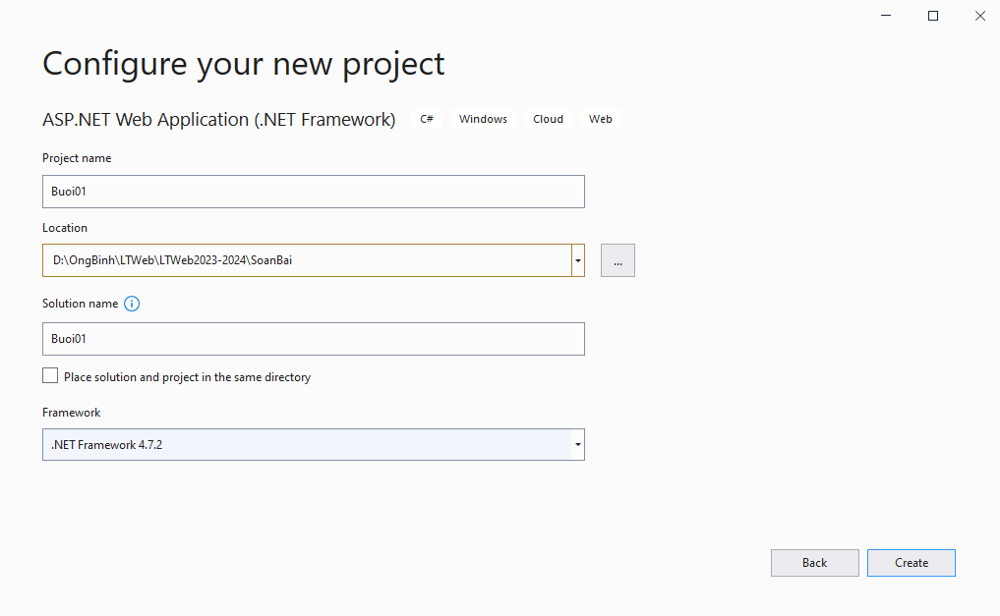 Configure your new project
ASP.NET Web Application (.NET Framework) C# Windows Cloud Web
Project name
Buoi01
Location
D:\OngBinh\LTWeb\LTWeb2023-2024\SoanBai ...
Solution name
Buoi01
Place solution and project in the same directory
Framework
.NET Framework 4.7.2
Back Create